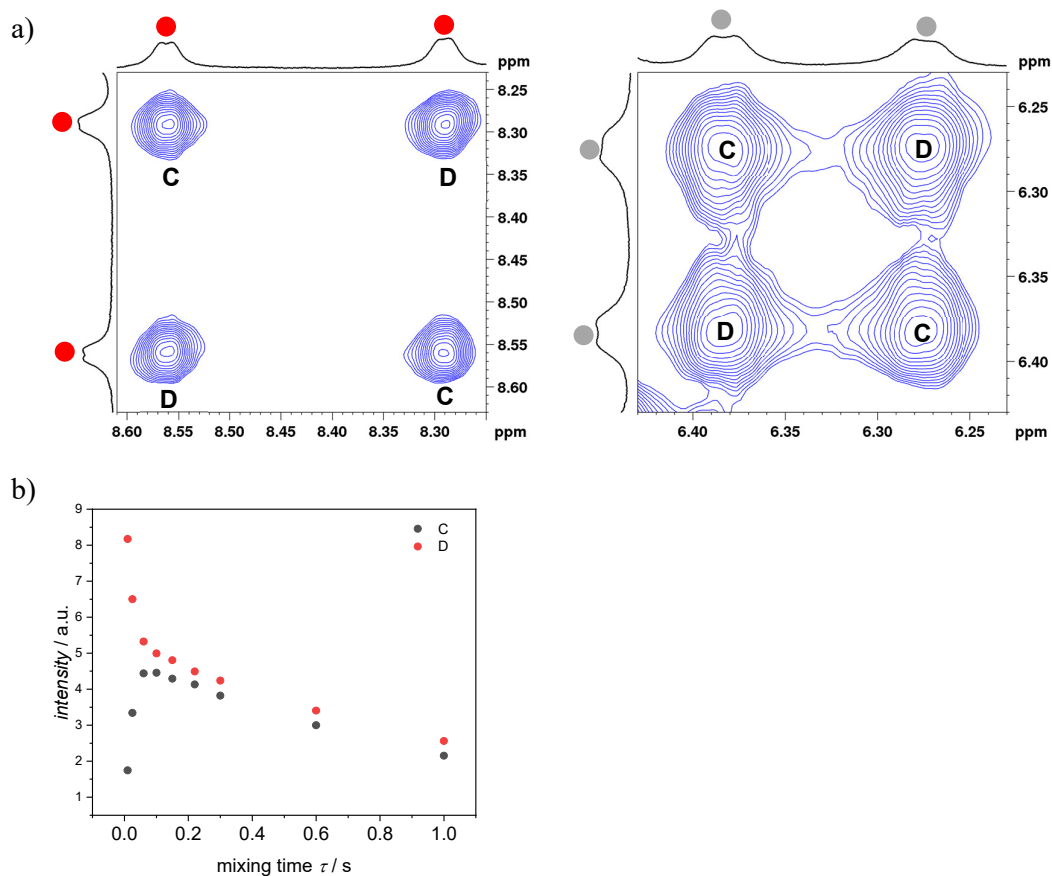 a)
ppm
8.25
8.30
8.35
8.40
8.45
8.50
8.55
8.60
C
D
D
C
8.60 8.55 8.50 8.45 8.40 8.35 8.30 ppm
ppm
6.25
6.30
6.35
6.40
C
D
D
C
6.40 6.35 6.30 6.25 ppm
b)
9
8
7
6
5
4
3
2
1
intensity / a.u.
C
D
0.0 0.2 0.4 0.6 0.8 1.0
mixing time τ / s